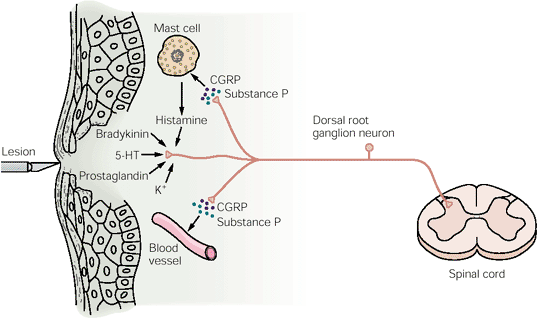 Mast cell
CGRP
Substance P
Histamine
Bradykinin
Dorsal root
ganglion neuron
Lesion
5-HT
Prostaglandin
K+
CGRP
Substance P
Blood
vessel
Spinal cord